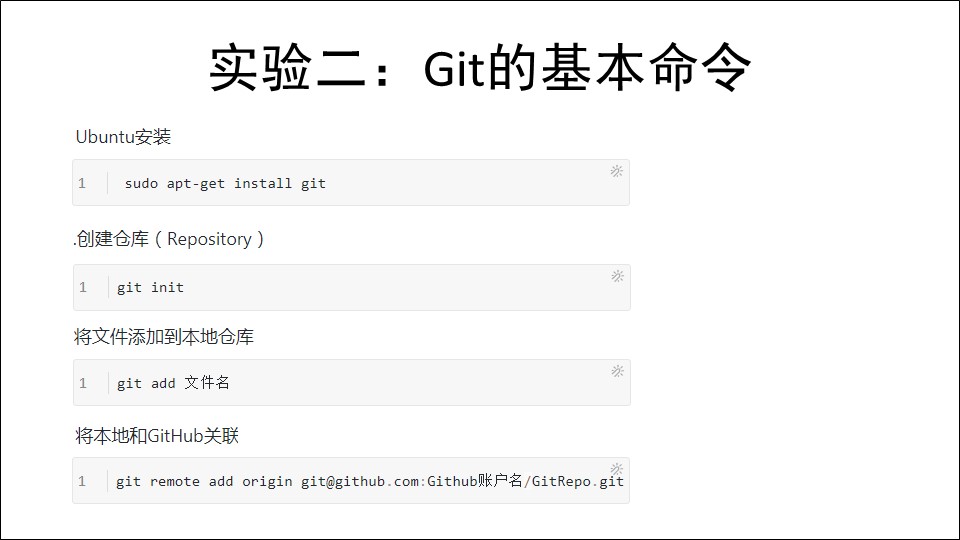 实验二：Git的基本命令
Ubuntu安装
1 sudo apt-get install git
.创建仓库（Repository）
1 git init
将文件添加到本地仓库
1 git add 文件名
将本地和GitHub关联
1 git remote add origin git@github.com:Github账户名/GitRepo.git